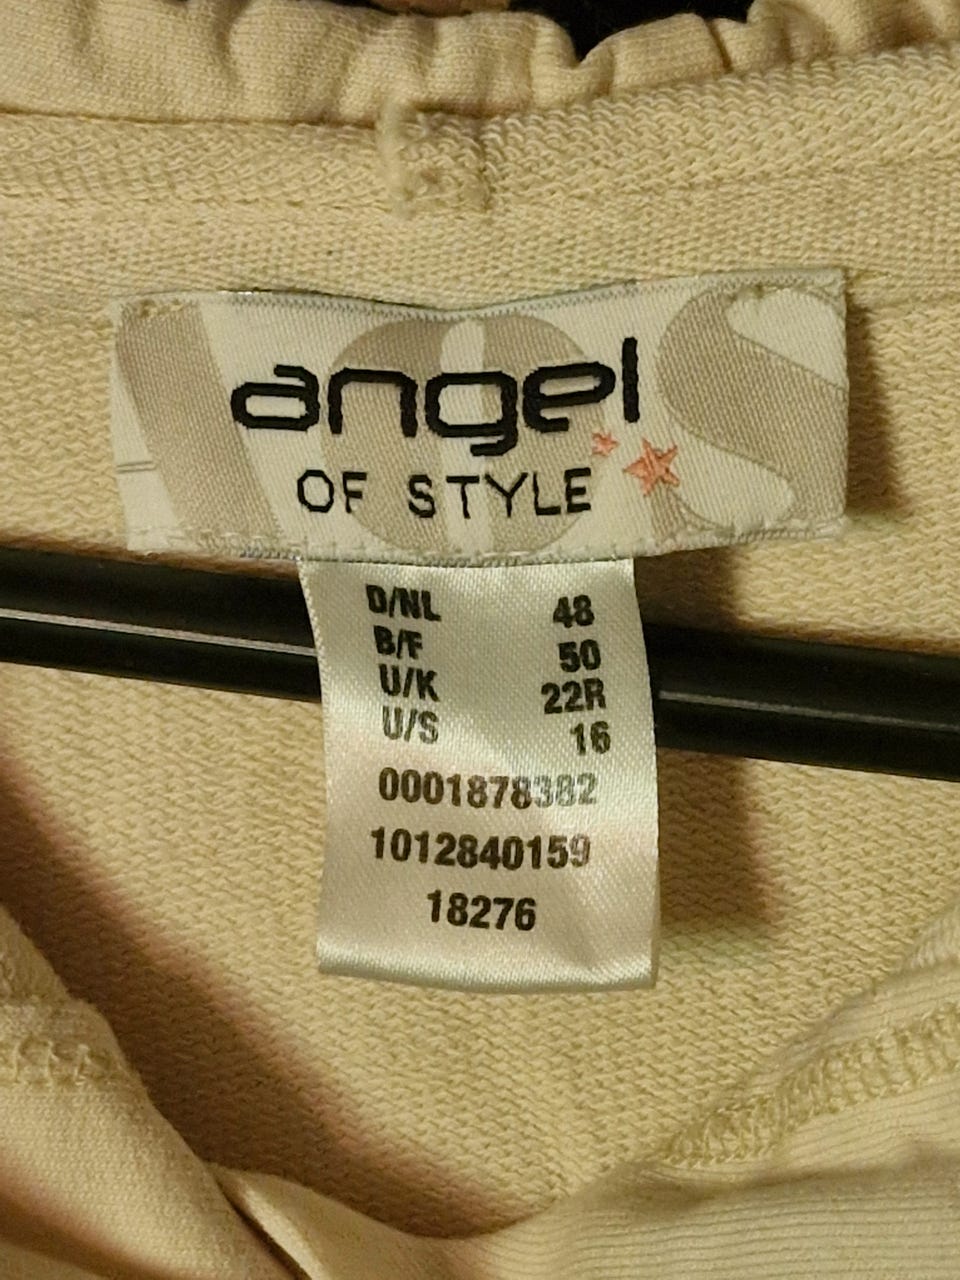 angel
OF STYLE
D/NL 48
B/F 50
U/K 22R
U/S 16
0001878382
1012840159
18276